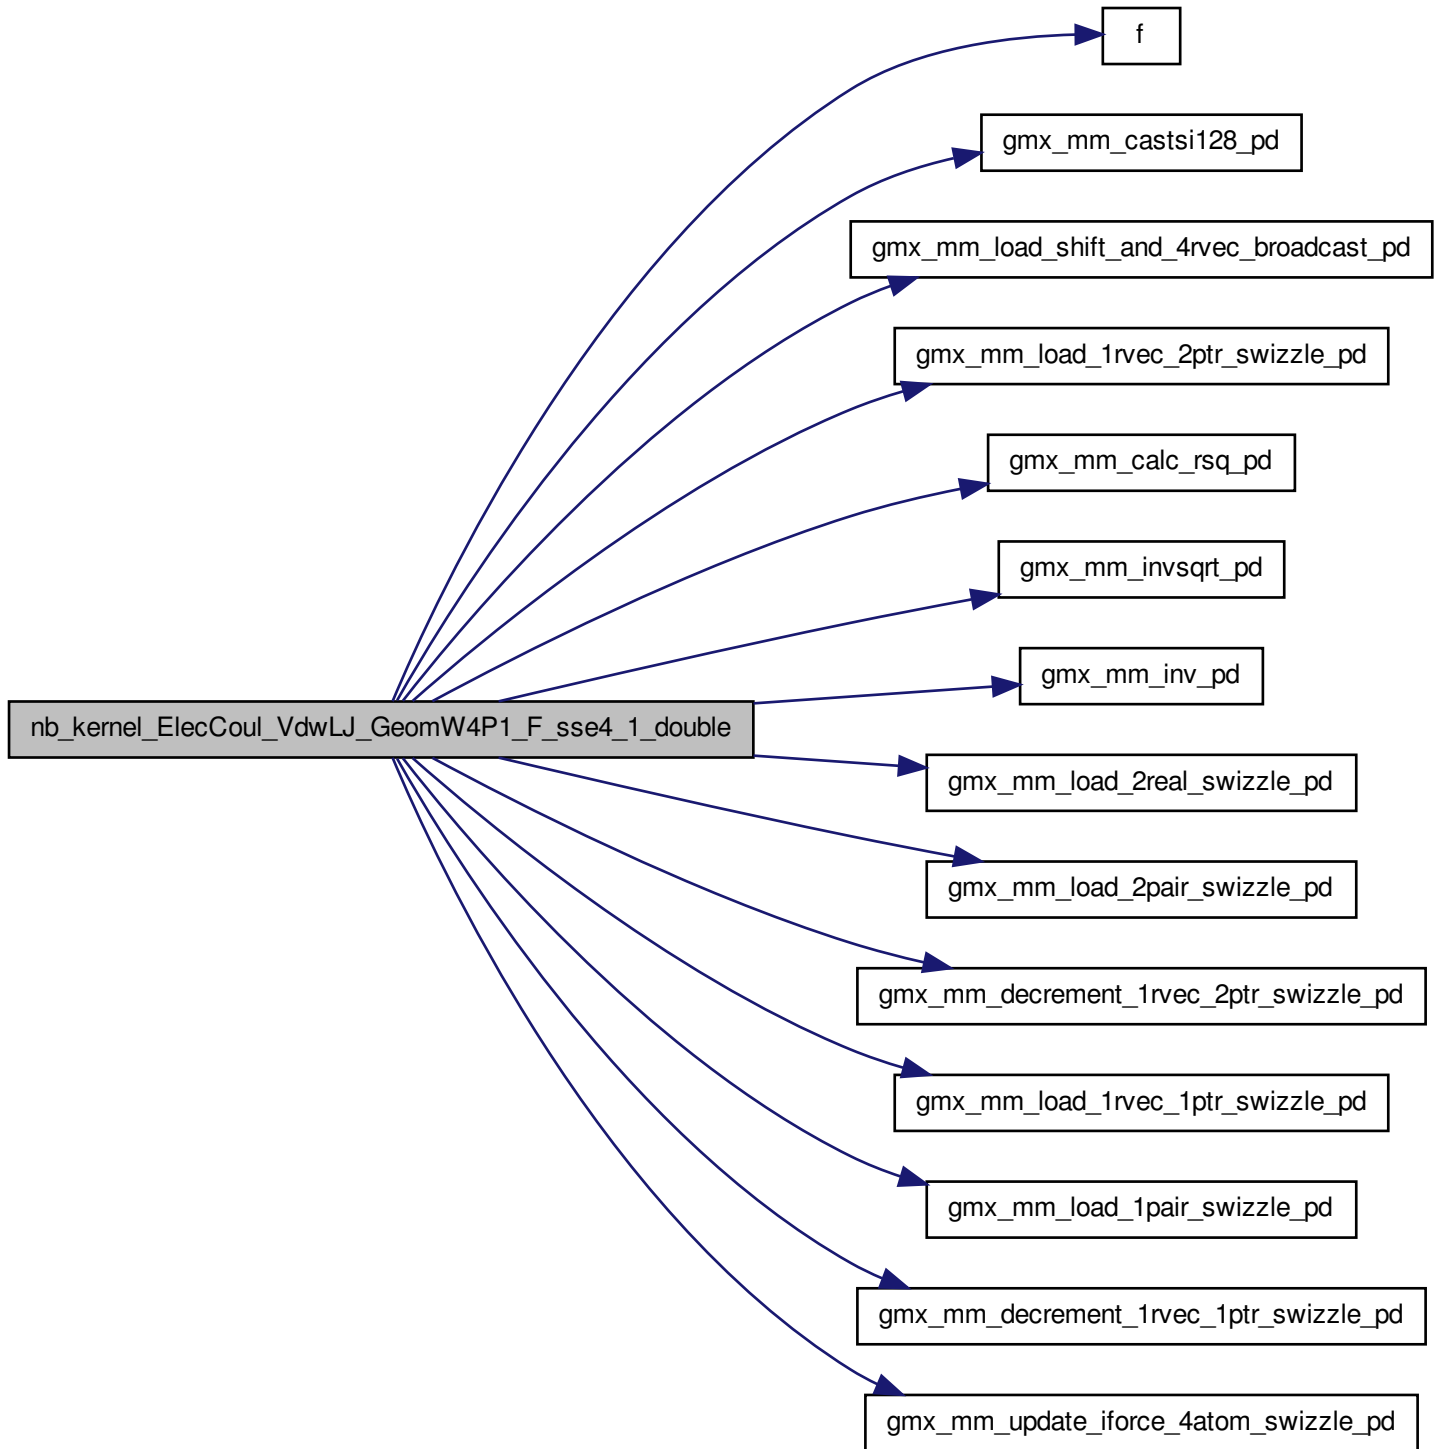 f
gmx_mm_castsi128_pd
gmx_mm_load_shift_and_4rvec_broadcast_pd
gmx_mm_load_1rvec_2ptr_swizzle_pd
gmx_mm_calc_rsq_pd
gmx_mm_invsqrt_pd
gmx_mm_inv_pd
nb_kernel_ElecCoul_VdwLJ_GeomW4P1_F_sse4_1_double
gmx_mm_load_2real_swizzle_pd
gmx_mm_load_2pair_swizzle_pd
gmx_mm_decrement_1rvec_2ptr_swizzle_pd
gmx_mm_load_1rvec_1ptr_swizzle_pd
gmx_mm_load_1pair_swizzle_pd
gmx_mm_decrement_1rvec_1ptr_swizzle_pd
gmx_mm_update_iforce_4atom_swizzle_pd